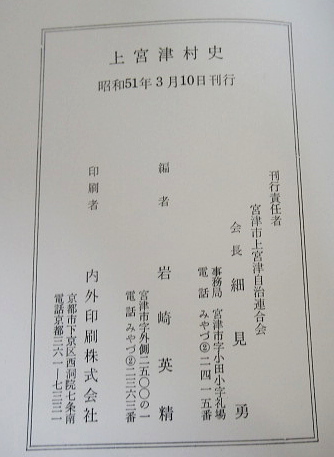 上宮津村史
昭和51年3月10日刊行
刊行責任者
宮津市上宮津自治連合会
会長 細見 勇
事務局 宮津市字小田小字礼場
電話 みやづ②二四一五番
編者 岩崎英精
宮津市字外側二五〇〇の一
電話 みやづ②二三六三番
印刷者 内外印刷株式会社
京都市下京区西洞院七条南
電話京都三六一―七三三二一